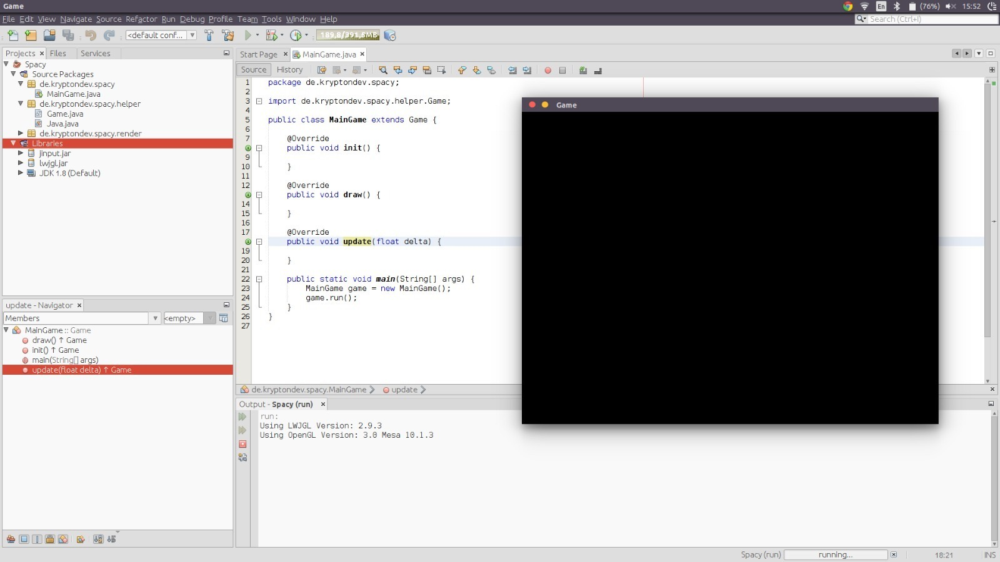 Game
En (76%) 15:52
File Edit View Navigate Source Refactor Run Debug Profile Team Tools Window Help
Search (Ctrl+I)
<default conf...
189,8/391,5MB
Projects Files Services
Spacy
Source Packages
de.kryptondev.spacy
MainGame.java
de.kryptondev.spacy.helper
Game.java
Java.java
de.kryptondev.spacy.render
Libraries
jinput.jar
lwjgl.jar
JDK 1.8 (Default)
update - Navigator
Members <empty>
MainGame :: Game
draw() ↑ Game
init() ↑ Game
main(String[] args)
update(float delta) ↑ Game
Start Page MainGame.java
Source History
1 package de.kryptondev.spacy;
2
3 import de.kryptondev.spacy.helper.Game;
4
5 public class MainGame extends Game {
6
7 @Override
public void init() {
9
10 }
11
12 @Override
public void draw() {
14
15 }
16
17 @Override
public void update(float delta) {
19
20 }
21
22 public static void main(String[] args) {
23 MainGame game = new MainGame();
24 game.run();
25 }
26 }
27
Game
de.kryptondev.spacy.MainGame update
Output - Spacy (run)
run:
Using LWJGL Version: 2.9.3
Using OpenGL Version: 3.0 Mesa 10.1.3
Spacy (run) running... 18:21 INS